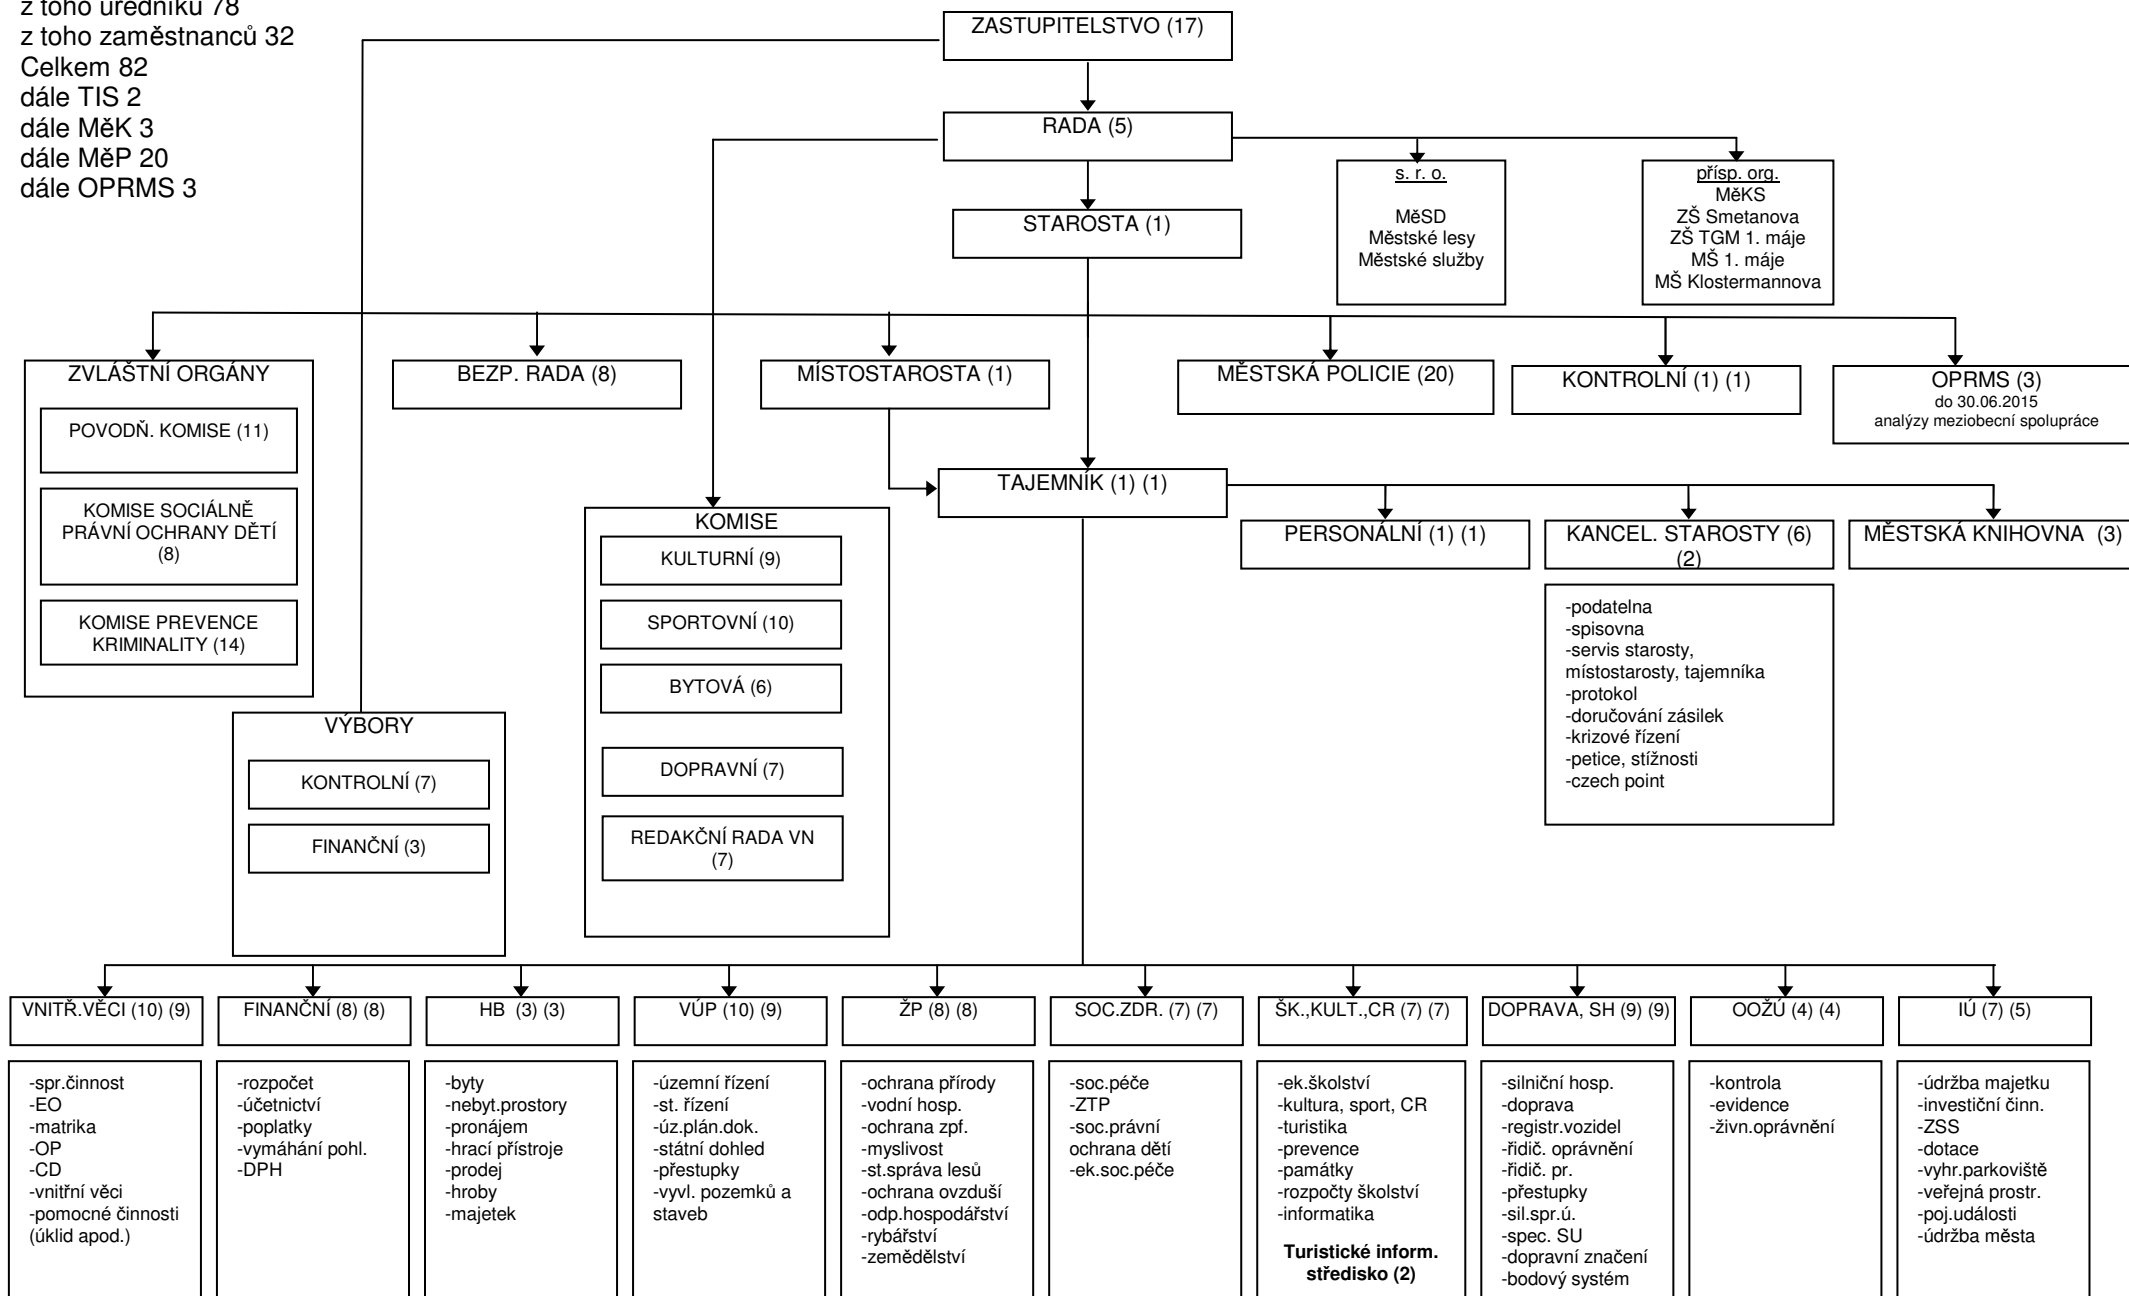 z toho úředníků 78
z toho zaměstnanců 32
Celkem 82
dále TIS 2
dále MěK 3
dále MěP 20
dále OPRMS 3
ZASTUPITELSTVO (17)
RADA (5)
STAROSTA (1)
s. r. o.
MěSD
Městské lesy
Městské služby
přísp. org.
MěKS
ZŠ Smetanova
ZŠ TGM 1. máje
MŠ 1. máje
MŠ Klostermannova
ZVLÁŠTNÍ ORGÁNY
POVODŇ. KOMISE (11)
KOMISE SOCIÁLNĚ
PRÁVNÍ OCHRANY DĚTÍ
(8)
KOMISE PREVENCE
KRIMINALITY (14)
BEZP. RADA (8)
MÍSTOSTAROSTA (1)
MĚSTSKÁ POLICIE (20)
KONTROLNÍ (1) (1)
OPRMS (3)
do 30.06.2015
analýzy meziobecní spolupráce
TAJEMNÍK (1) (1)
PERSONÁLNÍ (1) (1)
KANCEL. STAROSTY (6)
(2)
MĚSTSKÁ KNIHOVNA (3)
-podatelna
-spisovna
-servis starosty,
místostarosty, tajemníka
-protokol
-doručování zásilek
-krizové řízení
-petice, stížnosti
-czech point
KOMISE
KULTURNÍ (9)
SPORTOVNÍ (10)
BYTOVÁ (6)
DOPRAVNÍ (7)
REDAKČNÍ RADA VN
(7)
VÝBORY
KONTROLNÍ (7)
FINANČNÍ (3)
VNITŘ.VĚCI (10) (9)
-spr.činnost
-EO
-matrika
-OP
-CD
-vnitřní věci
-pomocné činnosti
(úklid apod.)
FINANČNÍ (8) (8)
-rozpočet
-účetnictví
-poplatky
-vymáhání pohl.
-DPH
HB (3) (3)
-byty
-nebyt.prostory
-pronájem
-hrací přístroje
-prodej
-hroby
-majetek
VÚP (10) (9)
-územní řízení
-st. řízení
-úz.plán.dok.
-státní dohled
-přestupky
-vyvl. pozemků a
staveb
ŽP (8) (8)
-ochrana přírody
-vodní hosp.
-ochrana zpf.
-myslivost
-st.správa lesů
-ochrana ovzduší
-odp.hospodářství
-rybářství
-zemědělství
SOC.ZDR. (7) (7)
-soc.péče
-ZTP
-soc.právní
ochrana dětí
-ek.soc.péče
ŠK.,KULT.,CR (7) (7)
-ek.školství
-kultura, sport, CR
-turistika
-prevence
-památky
-rozpočty školství
-informatika
Turistické inform.
středisko (2)
DOPRAVA, SH (9) (9)
-silniční hosp.
-doprava
-registr.vozidel
-řidič. oprávnění
-řidič. pr.
-přestupky
-sil.spr.ú.
-spec. SU
-dopravní značení
-bodový systém
OOŽÚ (4) (4)
-kontrola
-evidence
-živn.oprávnění
IÚ (7) (5)
-údržba majetku
-investiční činn.
-ZSS
-dotace
-vyhr.parkoviště
-veřejná prostr.
-poj.události
-údržba města